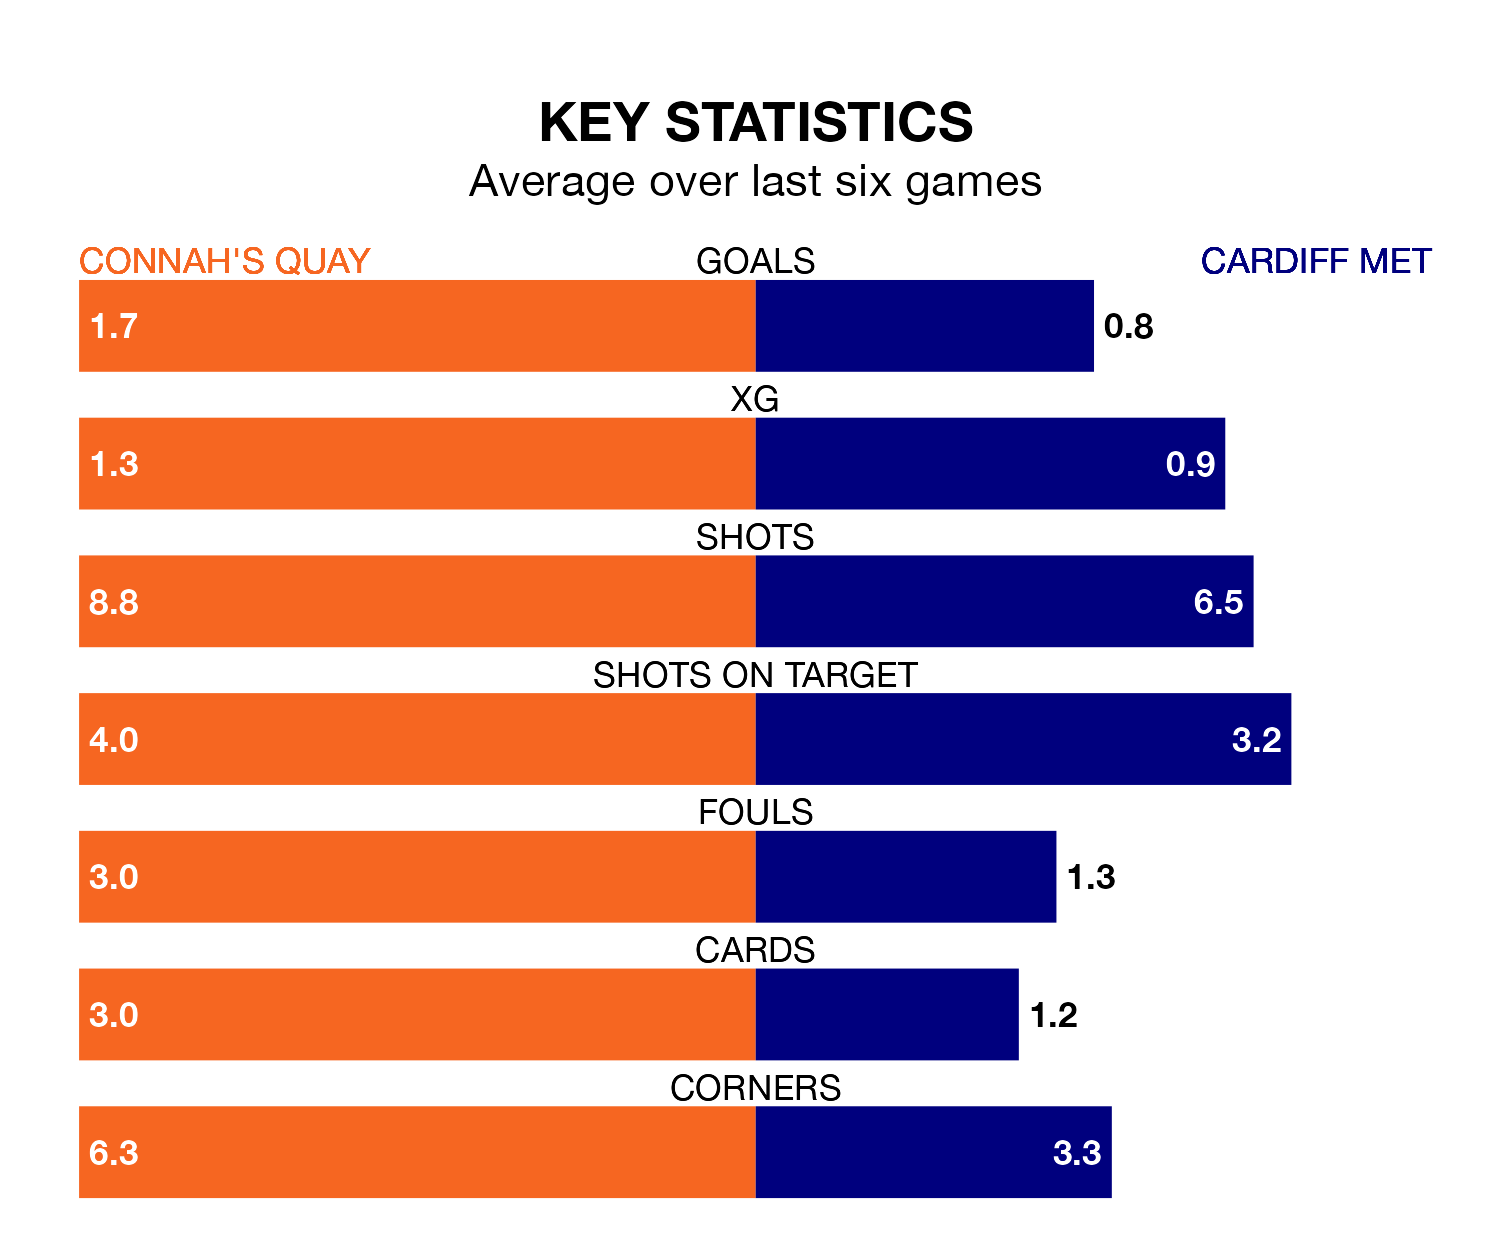 KEY STATISTICS
Average over last six games
CONNAH'S QUAY GOALS CARDIFF MET
1.7 0.8
XG
1.3 0.9
SHOTS
8.8 6.5
SHOTS ON TARGET
4.0 3.2
FOULS
3.0 1.3
CARDS
3.0 1.2
CORNERS
6.3 3.3